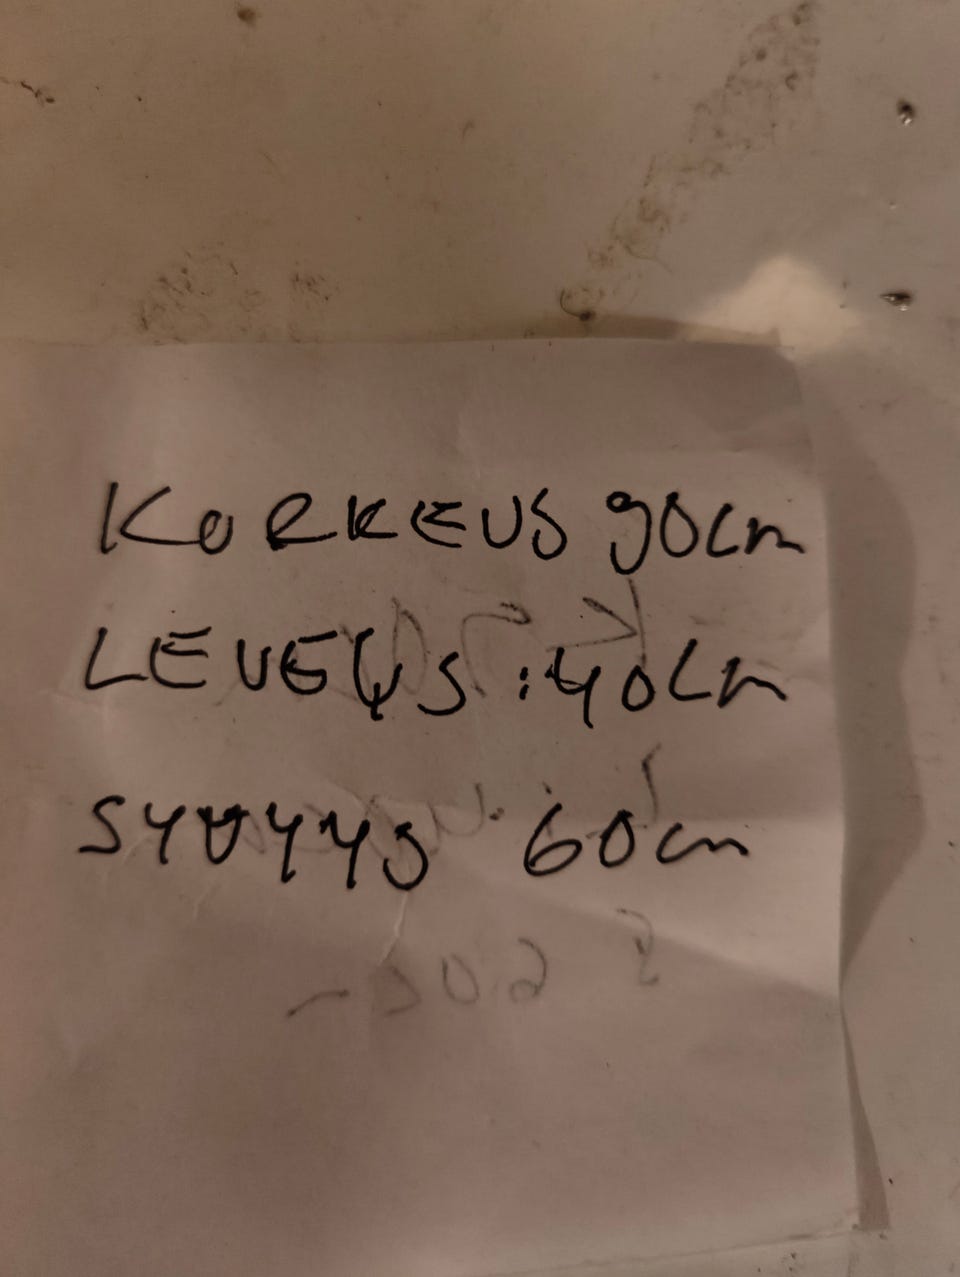 KORKEUS 90cm
LEVEYS : 40cm
SYVYYS 60cm